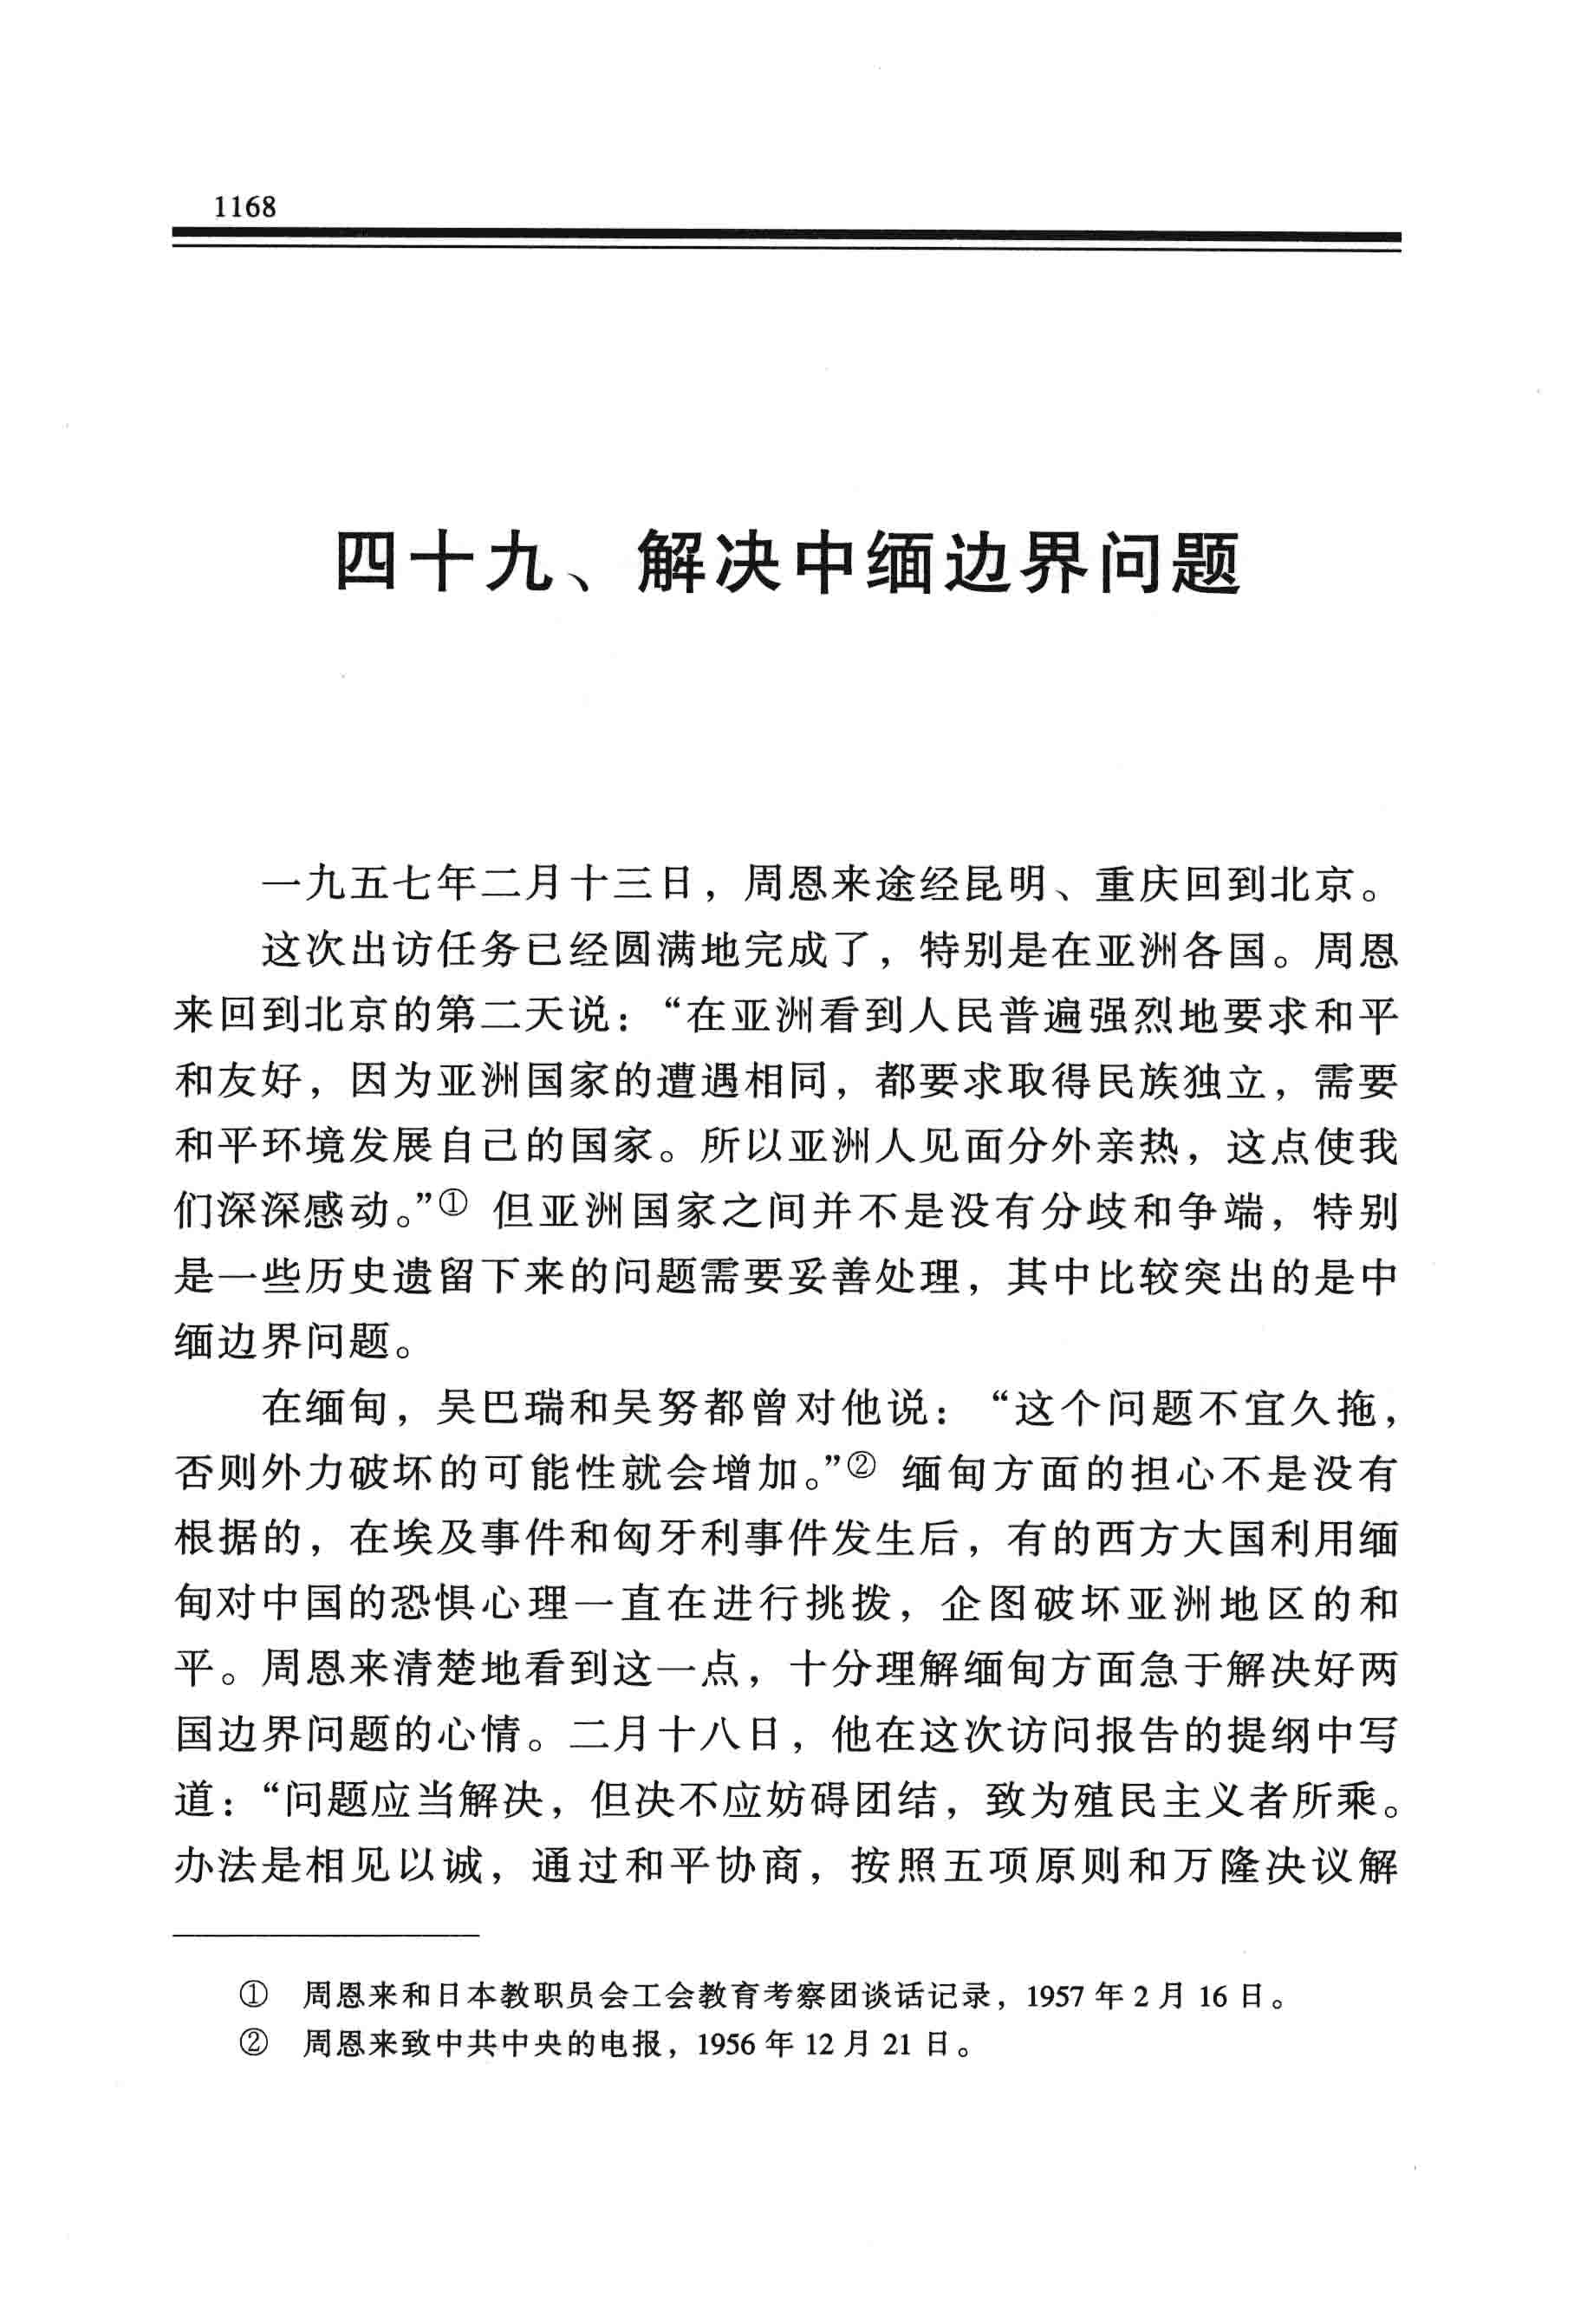 1168
四十九、解决中缅边界问题
一九五七年二月十三日，周恩来途经昆明、重庆回到北京。
这次出访任务已经圆满地完成了，特别是在亚洲各国。周恩
来回到北京的第二天说：“在亚洲看到人民普遍强烈地要求和平
和友好，因为亚洲国家的遭遇相同，都要求取得民族独立，需要
和平环境发展自己的国家。所以亚洲人见面分外亲热，这点使我
们深深感动。”① 但亚洲国家之间并不是没有分歧和争端，特别
是一些历史遗留下来的问题需要妥善处理，其中比较突出的是中
缅边界问题。
在缅甸，吴巴瑞和吴努都曾对他说：“这个问题不宜久拖，
否则外力破坏的可能性就会增加。”② 缅甸方面的担心不是没有
根据的，在埃及事件和匈牙利事件发生后，有的西方大国利用缅
甸对中国的恐惧心理一直在进行挑拨，企图破坏亚洲地区的和
平。周恩来清楚地看到这一点，十分理解缅甸方面急于解决好两
国边界问题的心情。二月十八日，他在这次访问报告的提纲中写
道：“问题应当解决，但决不应妨碍团结，致为殖民主义者所乘。
办法是相见以诚，通过和平协商，按照五项原则和万隆决议解
① 周恩来和日本教职员会工会教育考察团谈话记录，1957 年 2 月 16 日。
② 周恩来致中共中央的电报，1956 年 12 月 21 日。